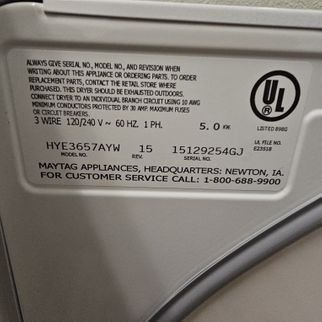 ALWAYS GIVE SERIAL NO., MODEL NO., AND REVISION WHEN
WRITING ABOUT THIS APPLIANCE OR ORDERING PARTS. TO ORDER
REPLACEMENT PARTS, CONTACT THE RETAIL STORE WHERE
PURCHASED. THIS DRYER SHOULD BE EXHAUSTED OUTDOORS.
CONNECT DRYER TO AN INDIVIDUAL BRANCH CIRCUIT USING 10 AWG
MINIMUM CONDUCTORS PROTECTED BY 30 AMP. MAXIMUM FUSES
OR CIRCUIT BREAKERS.
3 WIRE 120/240 V ~ 60 HZ. 1 PH. 5.0 KW
UL
LISTED 898G
HYE3657AYW 15 15129254GJ
MODEL NO. REV. SERIAL NO.
UL FILE NO.
E23518
MAYTAG APPLIANCES, HEADQUARTERS: NEWTON, IA.
FOR CUSTOMER SERVICE CALL: 1-800-688-9900